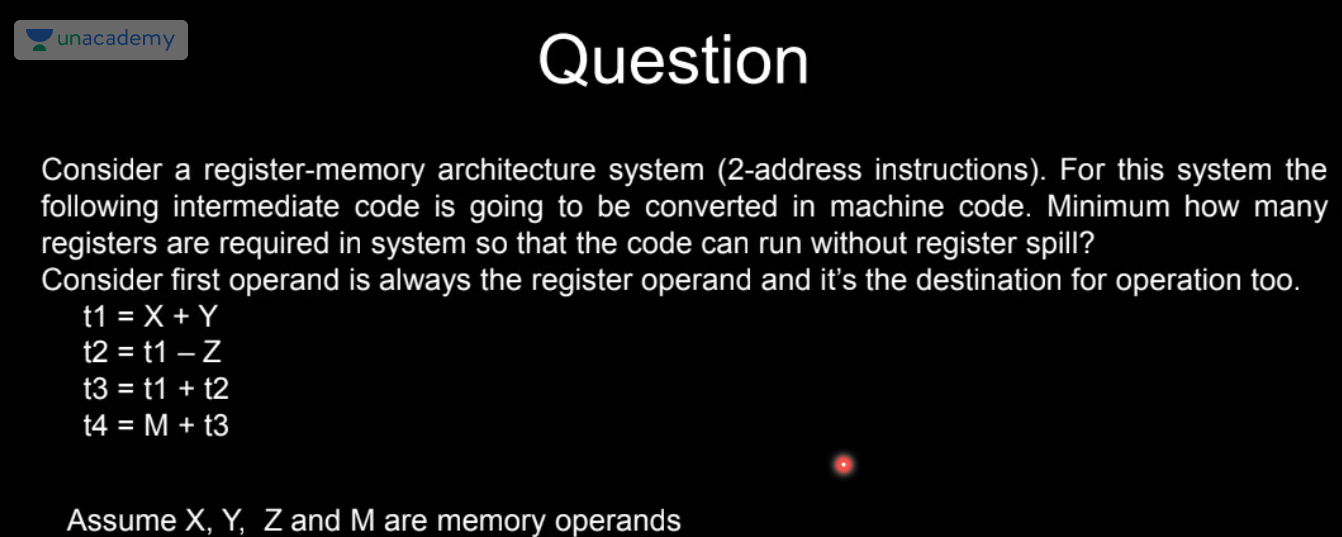 unacademy
Question
Consider a register-memory architecture system (2-address instructions). For this system the
following intermediate code is going to be converted in machine code. Minimum how many
registers are required in system so that the code can run without register spill?
Consider first operand is always the register operand and it’s the destination for operation too.
t1 = X + Y
t2 = t1 – Z
t3 = t1 + t2
t4 = M + t3
Assume X, Y, Z and M are memory operands